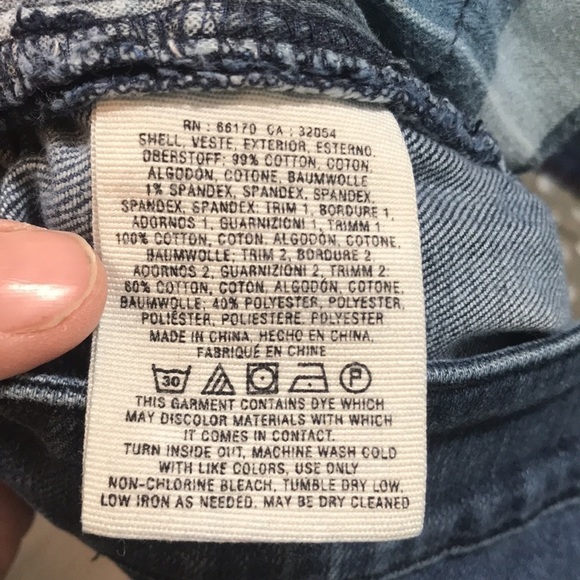 RN : 66170 CA : 32054
SHELL, VESTE, EXTERIOR, ESTERNO,
OBERSTOFF: 99% COTTON, COTON,
ALGODÓN, COTONE, BAUMWOLLE
1% SPANDEX, SPANDEX, SPANDEX,
SPANDEX, SPANDEX: TRIM 1, BORDURE 1,
ADORNOS 1, GUARNIZIONI 1, TRIMM 1:
100% COTTON, COTON, ALGODÓN, COTONE,
BAUMWOLLE; TRIM 2, BORDURE 2
ADORNOS 2, GUARNIZIONI 2, TRIMM 2:
60% COTTON, COTON, ALGODÓN, COTONE,
BAUMWOLLE; 40% POLYESTER, POLYESTER,
POLIÉSTER, POLIESTERE, POLYESTER
MADE IN CHINA, HECHO EN CHINA,
FABRIQUÉ EN CHINE
30 P
THIS GARMENT CONTAINS DYE WHICH
MAY DISCOLOR MATERIALS WITH WHICH
IT COMES IN CONTACT.
TURN INSIDE OUT, MACHINE WASH COLD
WITH LIKE COLORS, USE ONLY
NON-CHLORINE BLEACH, TUMBLE DRY LOW,
LOW IRON AS NEEDED, MAY BE DRY CLEANED